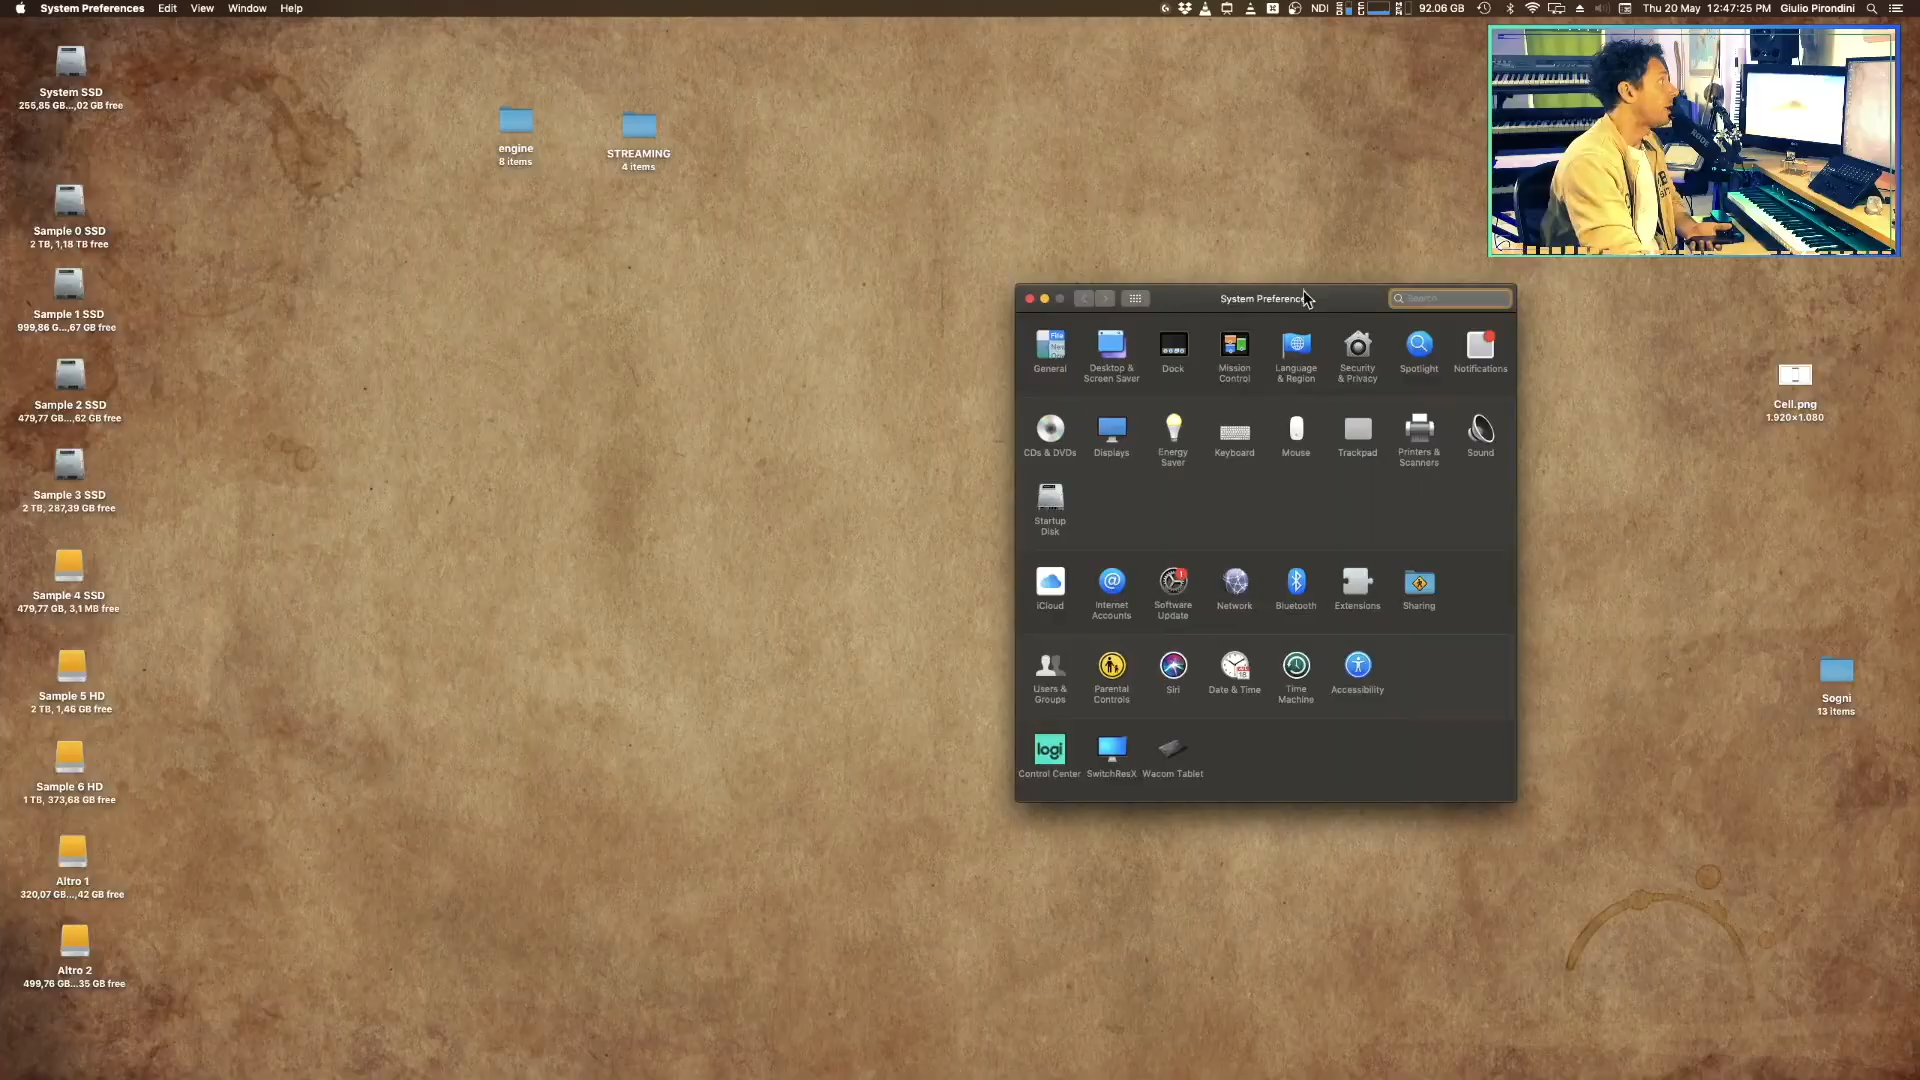 System Preferences Edit View Window Help
NDI 92.06 GB Thu 20 May 12:47:25 PM Giulio Pirondini
System SSD
256,85 GB...,02 GB free
engine
8 items
STREAMING
4 items
RØDE
Sample 0 SSD
2 TB, 1,18 TB free
Sample 1 SSD
999,86 G...,67 GB free
Sample 2 SSD
479,77 GB...,62 GB free
Sample 3 SSD
2 TB, 287,39 GB free
Sample 4 SSD
479,77 GB, 3,1 MB free
Sample 5 HD
2 TB, 1,46 GB free
Sample 6 HD
1 TB, 373,68 GB free
Altro 1
320,07 GB...,42 GB free
Altro 2
499,76 GB...35 GB free
System Preferences
Search
General
Desktop &
Screen Saver
Dock
Mission
Control
Language
& Region
Security
& Privacy
Spotlight
Notifications
CDs & DVDs
Displays
Energy
Saver
Keyboard
Mouse
Trackpad
Printers &
Scanners
Sound
Startup
Disk
iCloud
Internet
Accounts
1
Software
Update
Network
Bluetooth
Extensions
Sharing
Users &
Groups
Parental
Controls
Siri
Date & Time
Time
Machine
Accessibility
logi
Control Center
SwitchResX
Wacom Tablet
Cell.png
1.920×1.080
Sogni
13 items